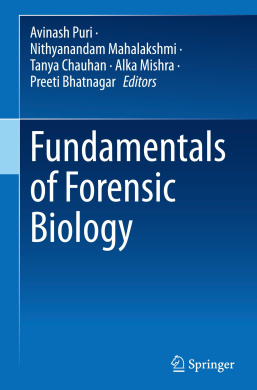 Avinash Puri ·
Nithyanandam Mahalakshmi ·
Tanya Chauhan · Alka Mishra ·
Preeti Bhatnagar Editors
Fundamentals
of Forensic
Biology
Springer